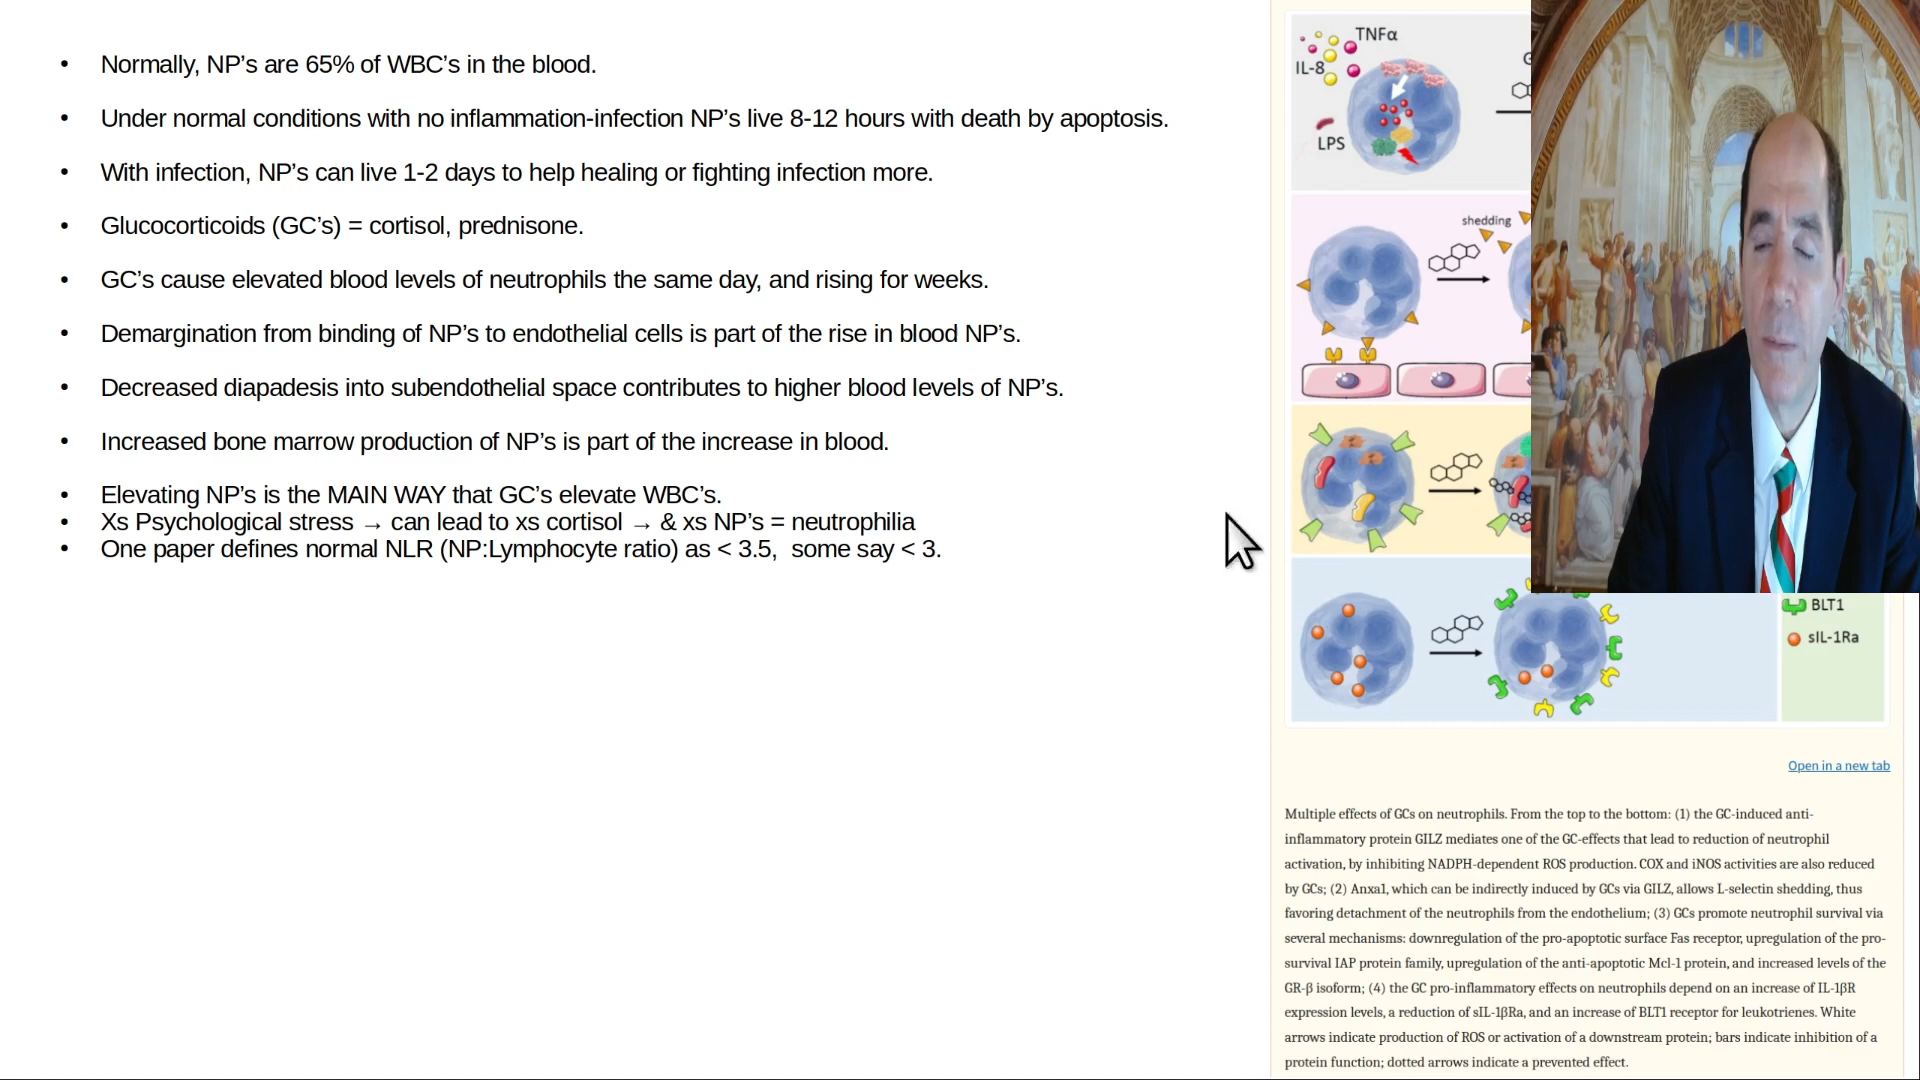 • Normally, NP’s are 65% of WBC’s in the blood.
• Under normal conditions with no inflammation-infection NP’s live 8-12 hours with death by apoptosis.
• With infection, NP’s can live 1-2 days to help healing or fighting infection more.
• Glucocorticoids (GC’s) = cortisol, prednisone.
• GC’s cause elevated blood levels of neutrophils the same day, and rising for weeks.
• Demargination from binding of NP’s to endothelial cells is part of the rise in blood NP’s.
• Decreased diapadesis into subendothelial space contributes to higher blood levels of NP’s.
• Increased bone marrow production of NP’s is part of the increase in blood.
• Elevating NP’s is the MAIN WAY that GC’s elevate WBC’s.
• Xs Psychological stress → can lead to xs cortisol → & xs NP’s = neutrophilia
• One paper defines normal NLR (NP:Lymphocyte ratio) as < 3.5, some say < 3.
TNFα
IL-8
LPS
shedding
BLT1
sIL-1Ra
Open in a new tab
Multiple effects of GCs on neutrophils. From the top to the bottom: (1) the GC-induced anti-
inflammatory protein GILZ mediates one of the GC-effects that lead to reduction of neutrophil
activation, by inhibiting NADPH-dependent ROS production. COX and iNOS activities are also reduced
by GCs; (2) Anxa1, which can be indirectly induced by GCs via GILZ, allows L-selectin shedding, thus
favoring detachment of the neutrophils from the endothelium; (3) GCs promote neutrophil survival via
several mechanisms: downregulation of the pro-apoptotic surface Fas receptor, upregulation of the pro-
survival IAP protein family, upregulation of the anti-apoptotic Mcl-1 protein, and increased levels of the
GR-β isoform; (4) the GC pro-inflammatory effects on neutrophils depend on an increase of IL-1βR
expression levels, a reduction of sIL-1βRa, and an increase of BLT1 receptor for leukotrienes. White
arrows indicate production of ROS or activation of a downstream protein; bars indicate inhibition of a
protein function; dotted arrows indicate a prevented effect.